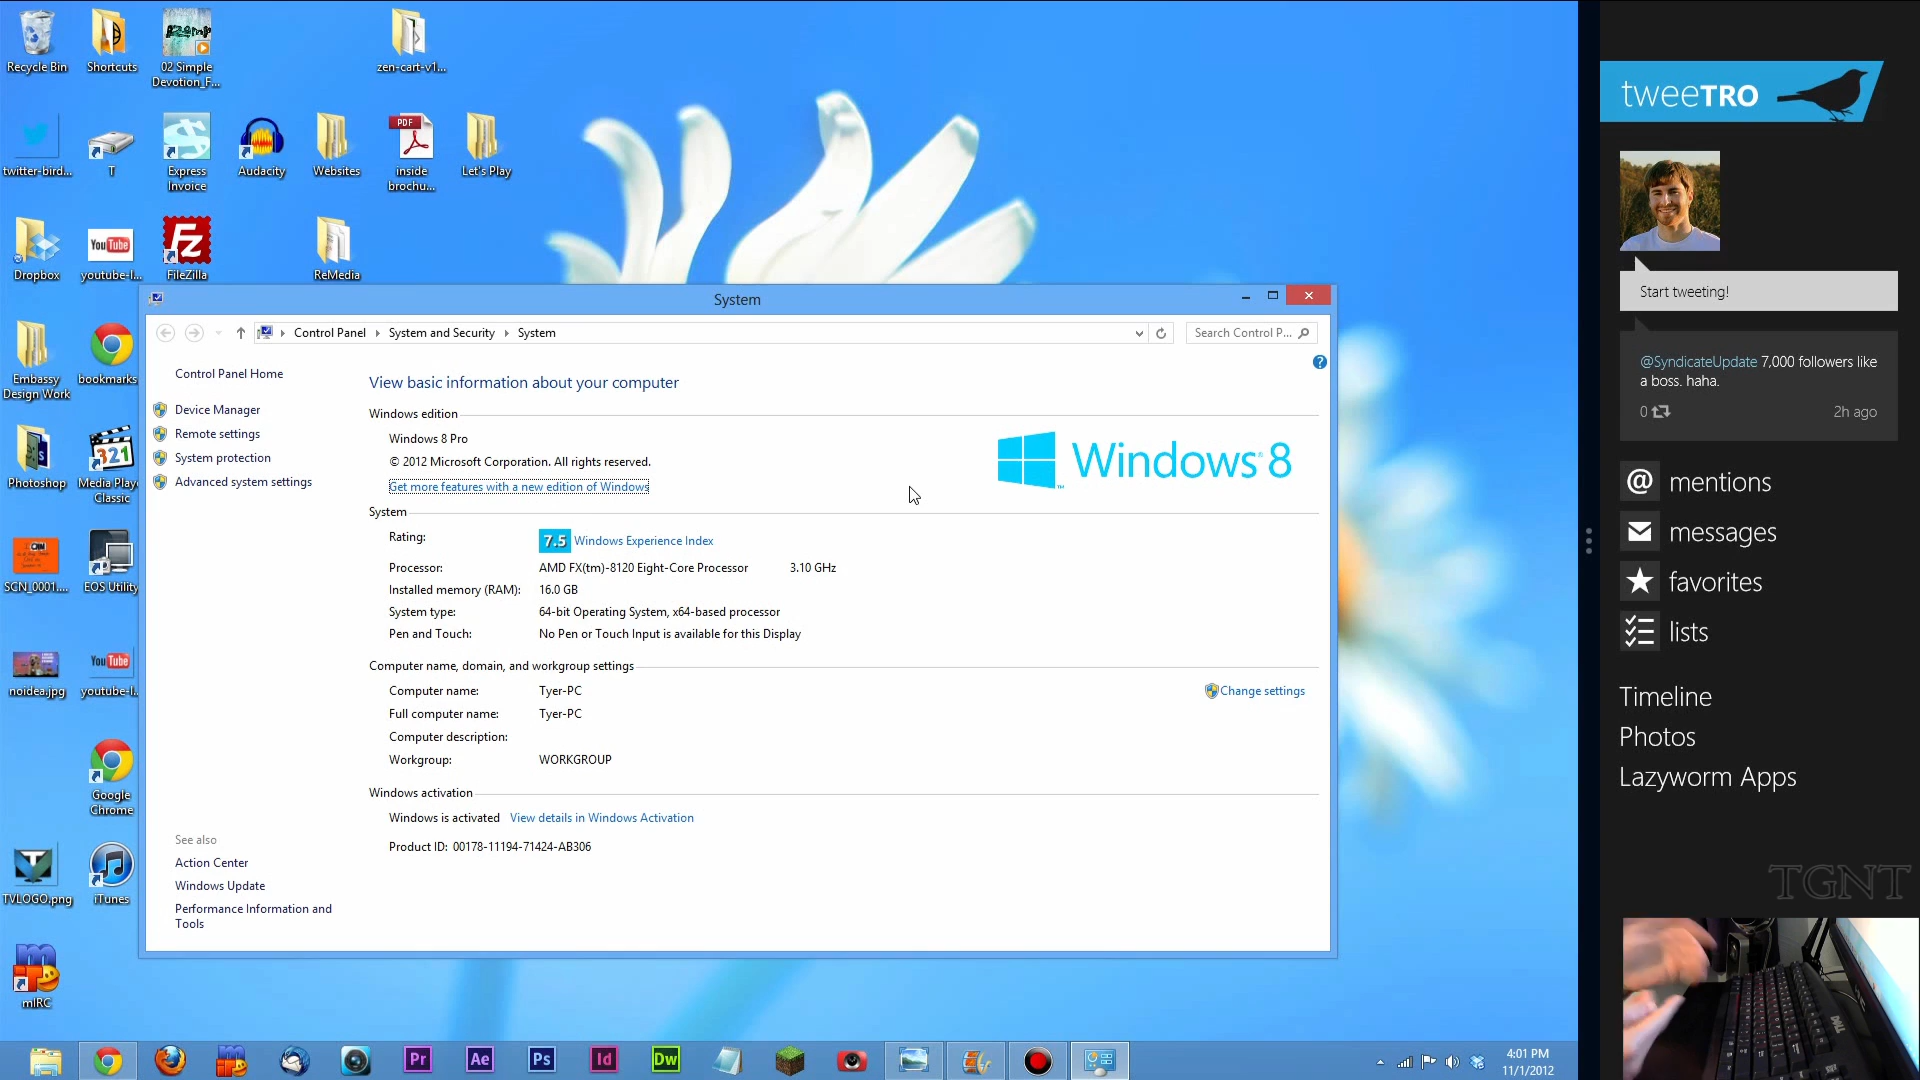 Recycle Bin
Shortcuts
02 Simple
Devotion_F...
zen-cart-v1...
twitter-bird...
T
Express
Invoice
Audacity
Websites
PDF
inside
brochu...
Let's Play
Dropbox
YouTube
youtube-l...
FileZilla
ReMedia
Embassy
Design Work
bookmarks
Photoshop
321
Media Play
Classic
SCN_0001....
EOS Utility
noidea.jpg
YouTube
youtube-l.
Google
Chrome
TVLOGO.png
iTunes
mIRC
System
Control Panel
System and Security
System
Search Control P...
Control Panel Home
Device Manager
Remote settings
System protection
Advanced system settings
See also
Action Center
Windows Update
Performance Information and
Tools
View basic information about your computer
Windows edition
Windows 8 Pro
© 2012 Microsoft Corporation. All rights reserved.
Get more features with a new edition of Windows
Windows 8
System
Rating:
7.5 Windows Experience Index
Processor: AMD FX(tm)-8120 Eight-Core Processor 3.10 GHz
Installed memory (RAM): 16.0 GB
System type: 64-bit Operating System, x64-based processor
Pen and Touch: No Pen or Touch Input is available for this Display
Computer name, domain, and workgroup settings
Computer name: Tyer-PC
Change settings
Full computer name: Tyer-PC
Computer description:
Workgroup: WORKGROUP
Windows activation
Windows is activated View details in Windows Activation
Product ID: 00178-11194-71424-AB306
tweeTRO
Start tweeting!
@SyndicateUpdate 7,000 followers like
a boss. haha.
0 2h ago
@ mentions
messages
favorites
lists
Timeline
Photos
Lazyworm Apps
TGNT
DELL
Pr
Ae
Ps
Id
Dw
4:01 PM
11/1/2012